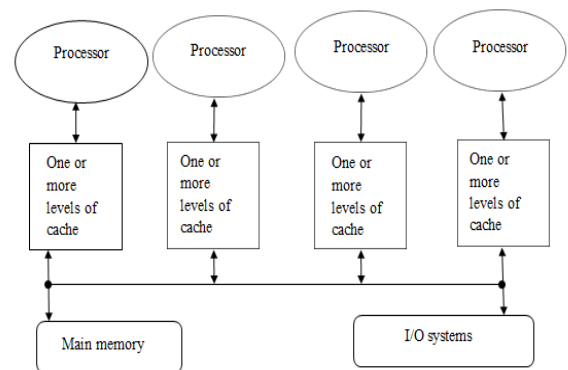 Processor
Processor
Processor
Processor
One or
more
levels of
cache
One or
more
levels of
cache
One or
more
levels of
cache
One or
more
levels of
cache
Main memory
I/O systems